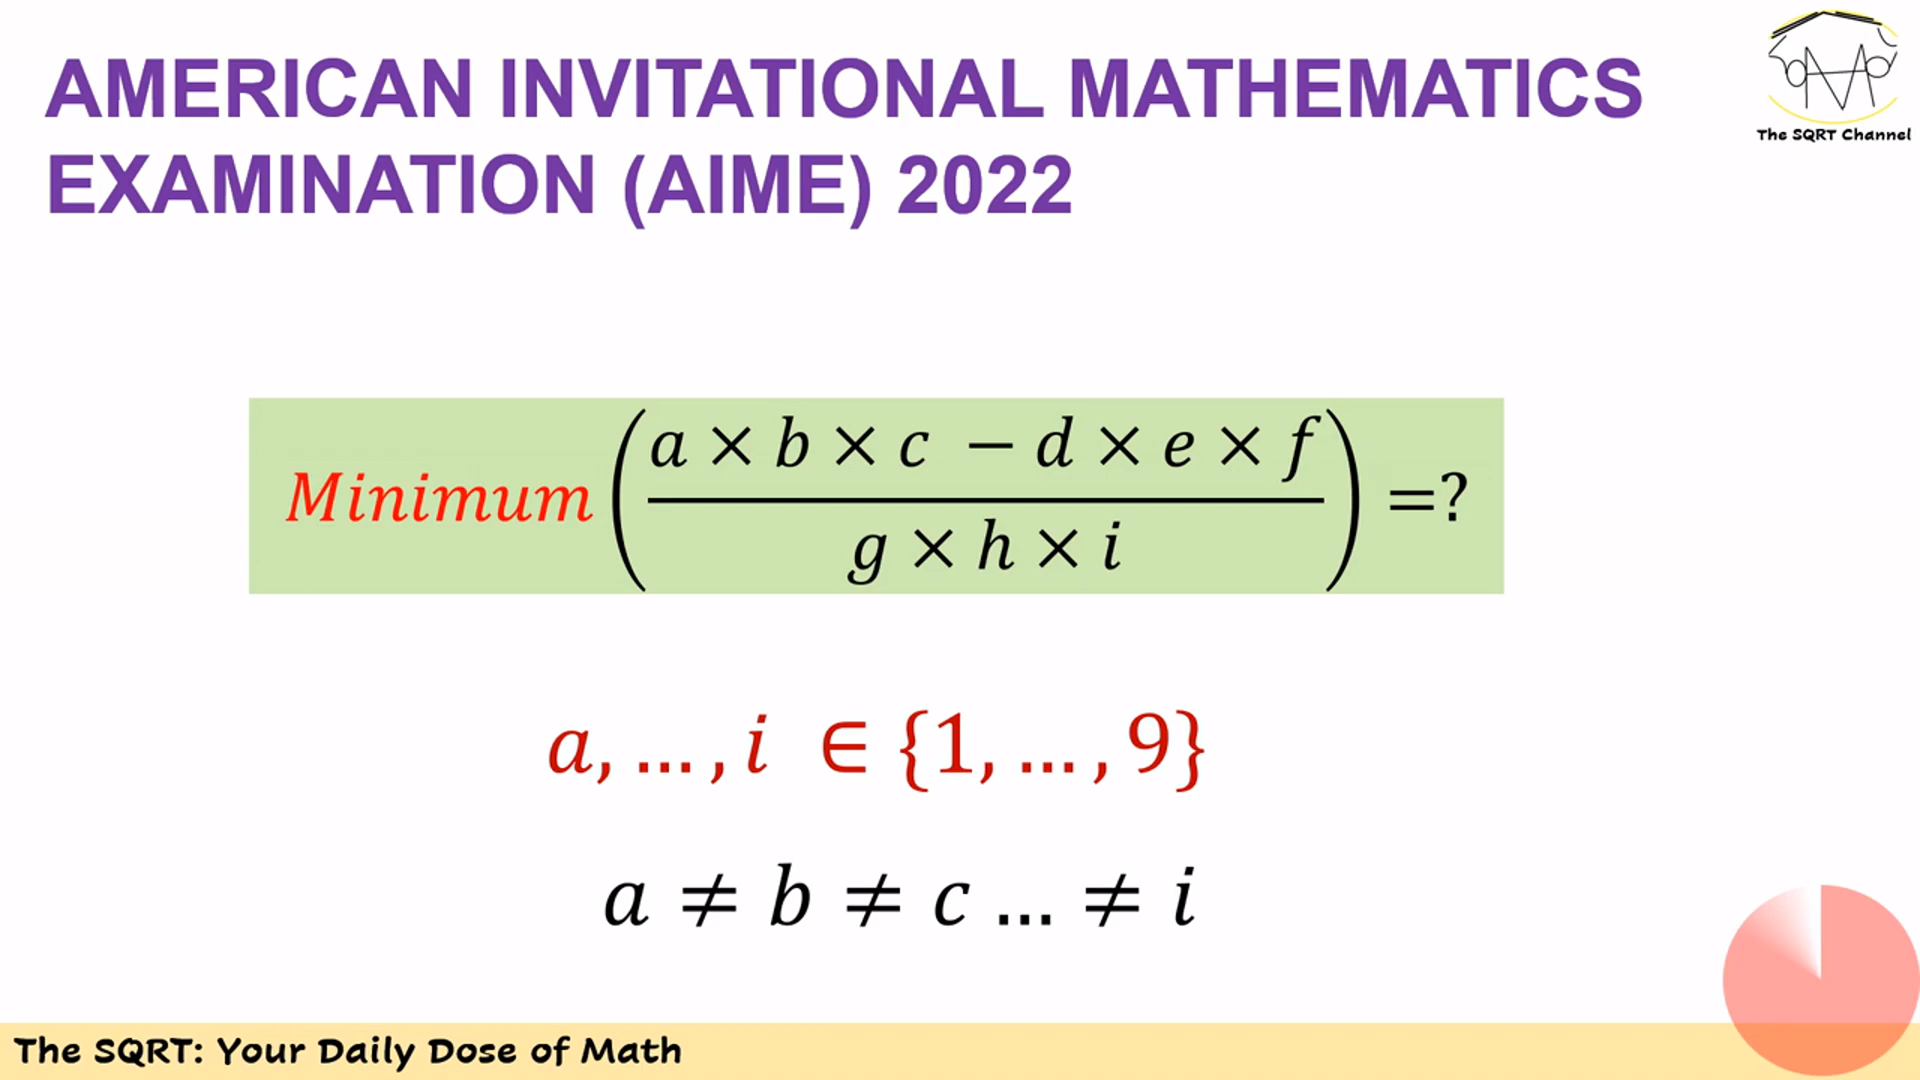 AMERICAN INVITATIONAL MATHEMATICS
EXAMINATION (AIME) 2022
The SQRT Channel
Minimum (a × b × c − d × e × f / g × h × i) =?
a, … , i ∈ {1, … , 9}
a ≠ b ≠ c … ≠ i
The SQRT: Your Daily Dose of Math